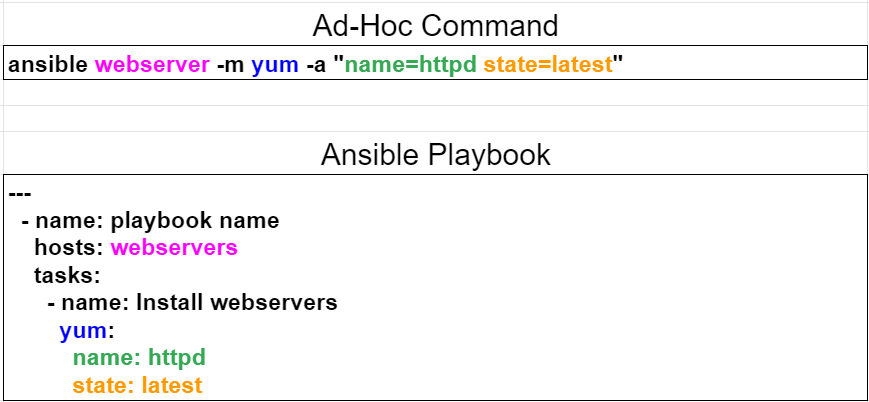 Ad-Hoc Command
ansible webserver -m yum -a "name=httpd state=latest"
Ansible Playbook
---
- name: playbook name
hosts: webservers
tasks:
- name: Install webservers
yum:
name: httpd
state: latest